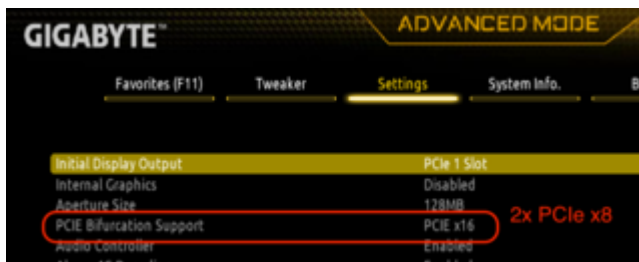 GIGABYTE™
ADVANCED MODE
Favorites (F11) Tweaker Settings System Info. B
Initial Display Output PCIe 1 Slot
Internal Graphics Disabled
Aperture Size 128MB
PCIE Bifurcation Support PCIE x16
2x PCIe x8
Audio Controller Enabled